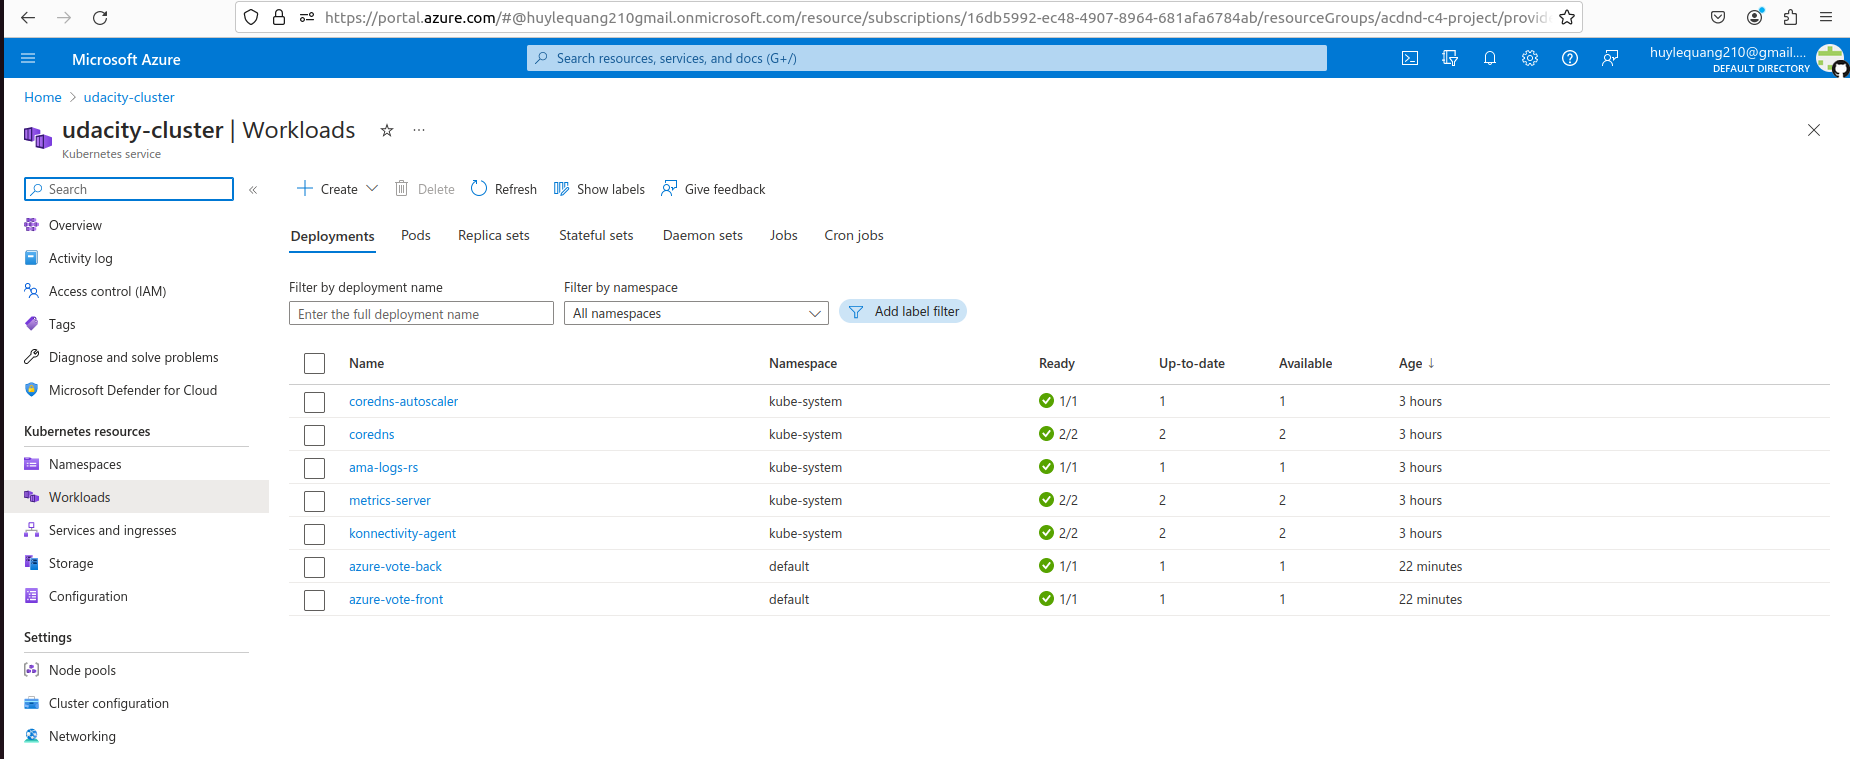 https://portal.azure.com/#@huylequang210gmail.onmicrosoft.com/resource/subscriptions/16db5992-ec48-4907-8964-681afa6784ab/resourceGroups/acdnd-c4-project/provid
Microsoft Azure
Search resources, services, and docs (G+/)
huylequang210@gmail....
DEFAULT DIRECTORY
Home > udacity-cluster
udacity-cluster | Workloads
Kubernetes service
Search
Create Delete Refresh Show labels Give feedback
Overview
Activity log
Access control (IAM)
Tags
Diagnose and solve problems
Microsoft Defender for Cloud
Kubernetes resources
Namespaces
Workloads
Services and ingresses
Storage
Configuration
Settings
Node pools
Cluster configuration
Networking
Deployments Pods Replica sets Stateful sets Daemon sets Jobs Cron jobs
Filter by deployment name Filter by namespace
Enter the full deployment name All namespaces Add label filter
Name Namespace Ready Up-to-date Available Age ↓
coredns-autoscaler kube-system 1/1 1 1 3 hours
coredns kube-system 2/2 2 2 3 hours
ama-logs-rs kube-system 1/1 1 1 3 hours
metrics-server kube-system 2/2 2 2 3 hours
konnectivity-agent kube-system 2/2 2 2 3 hours
azure-vote-back default 1/1 1 1 22 minutes
azure-vote-front default 1/1 1 1 22 minutes